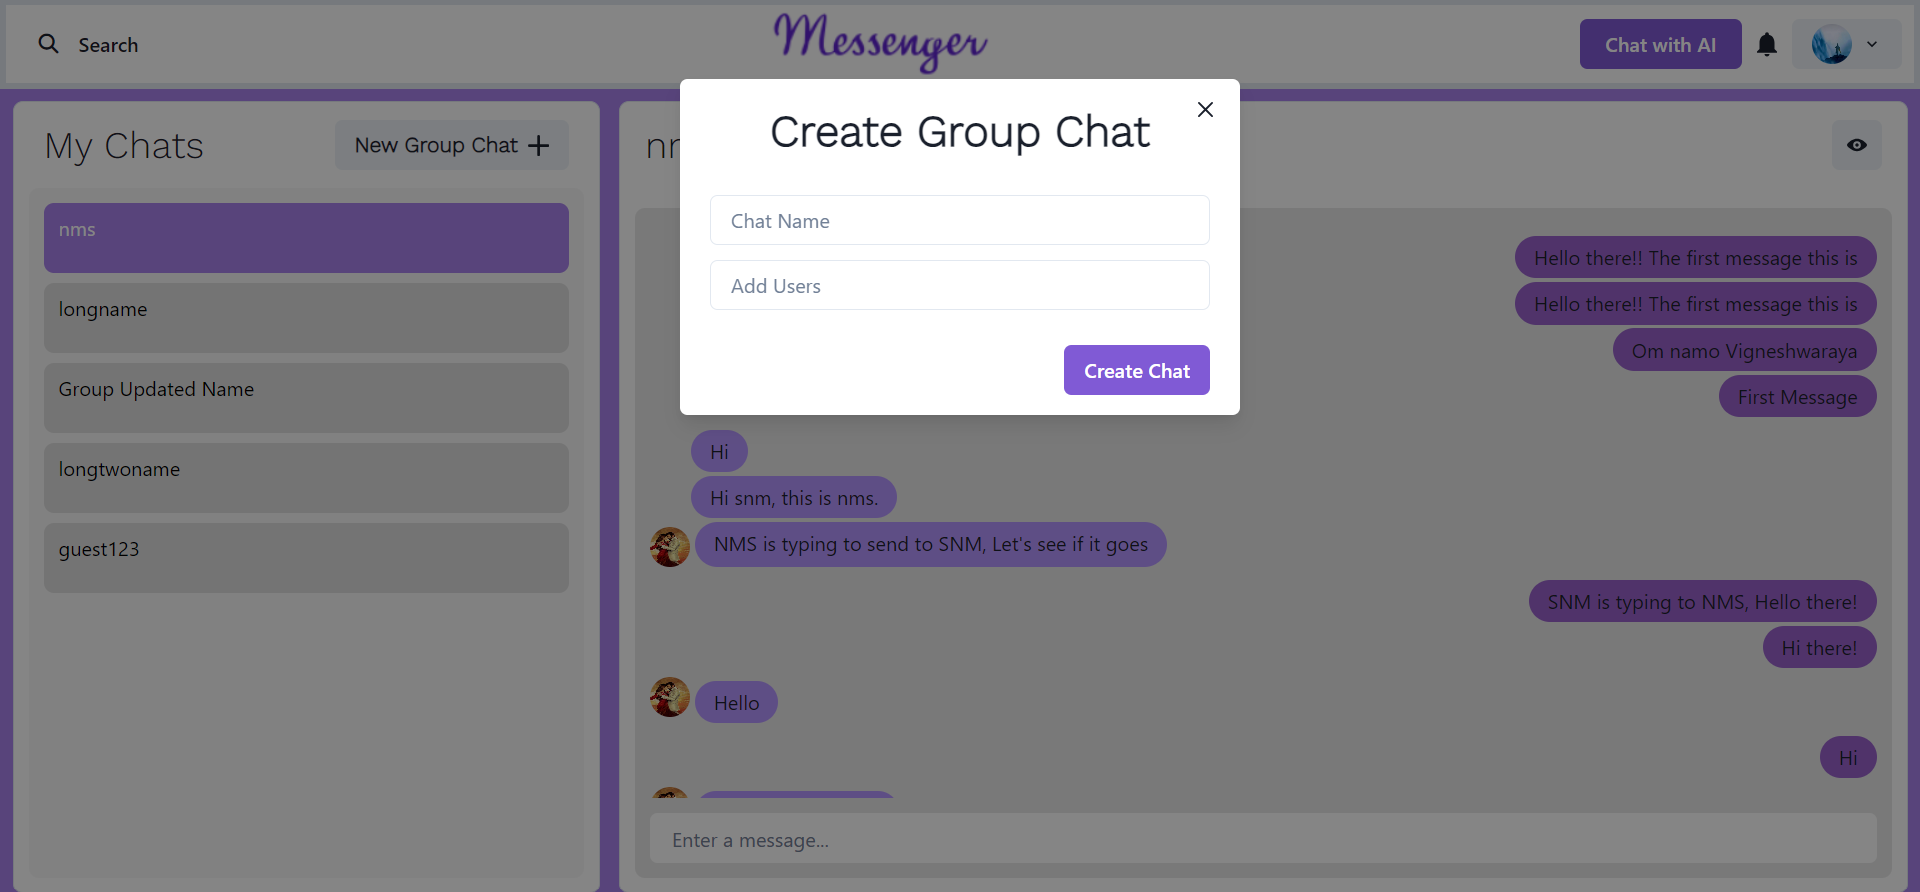 Search
Messenger
Chat with AI
My Chats
New Group Chat
nms
longname
Group Updated Name
longtwoname
guest123
Create Group Chat
Chat Name
Add Users
Create Chat
Hello there!! The first message this is
Hello there!! The first message this is
Om namo Vigneshwaraya
First Message
Hi
Hi snm, this is nms.
NMS is typing to send to SNM, Let's see if it goes
SNM is typing to NMS, Hello there!
Hi there!
Hello
Hi
Enter a message...